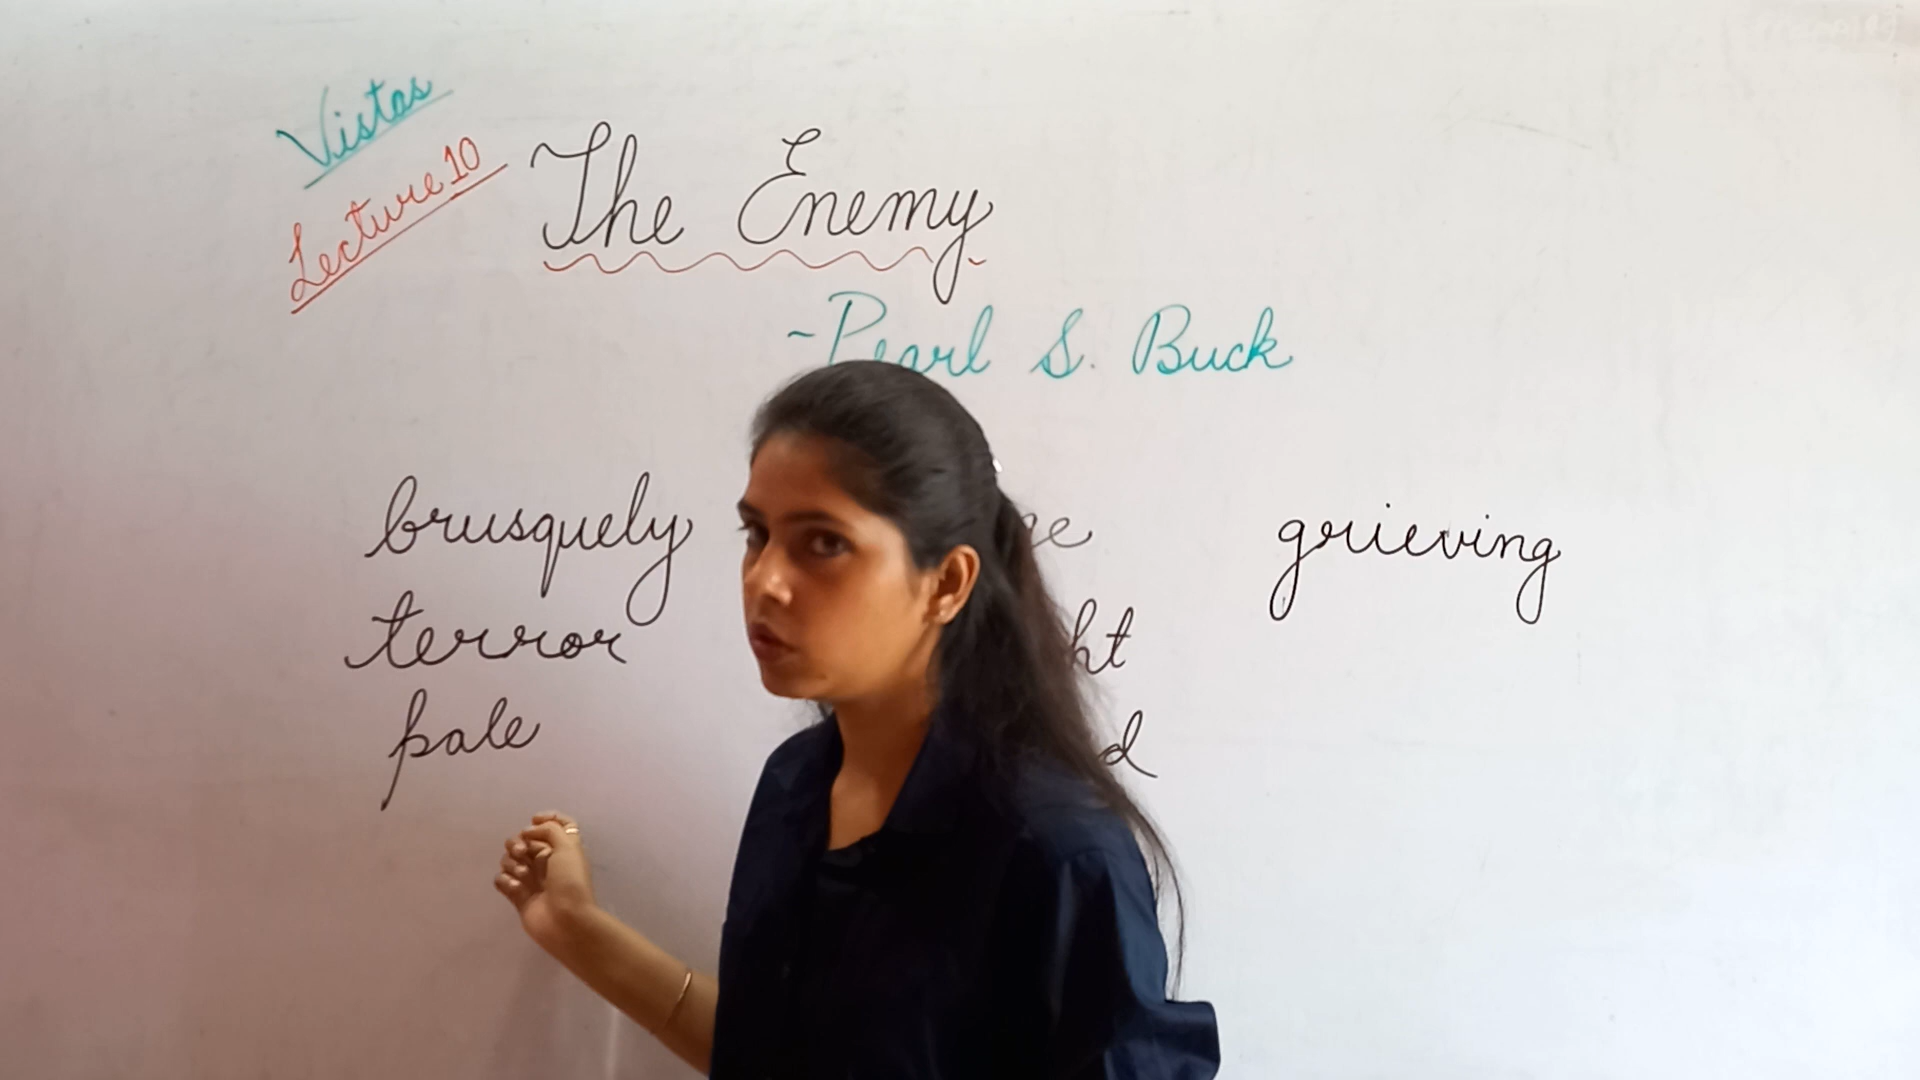 Vistas
Lecture 10
The Enemy
~Pearl S. Buck
brusquely grieving
terror
pale